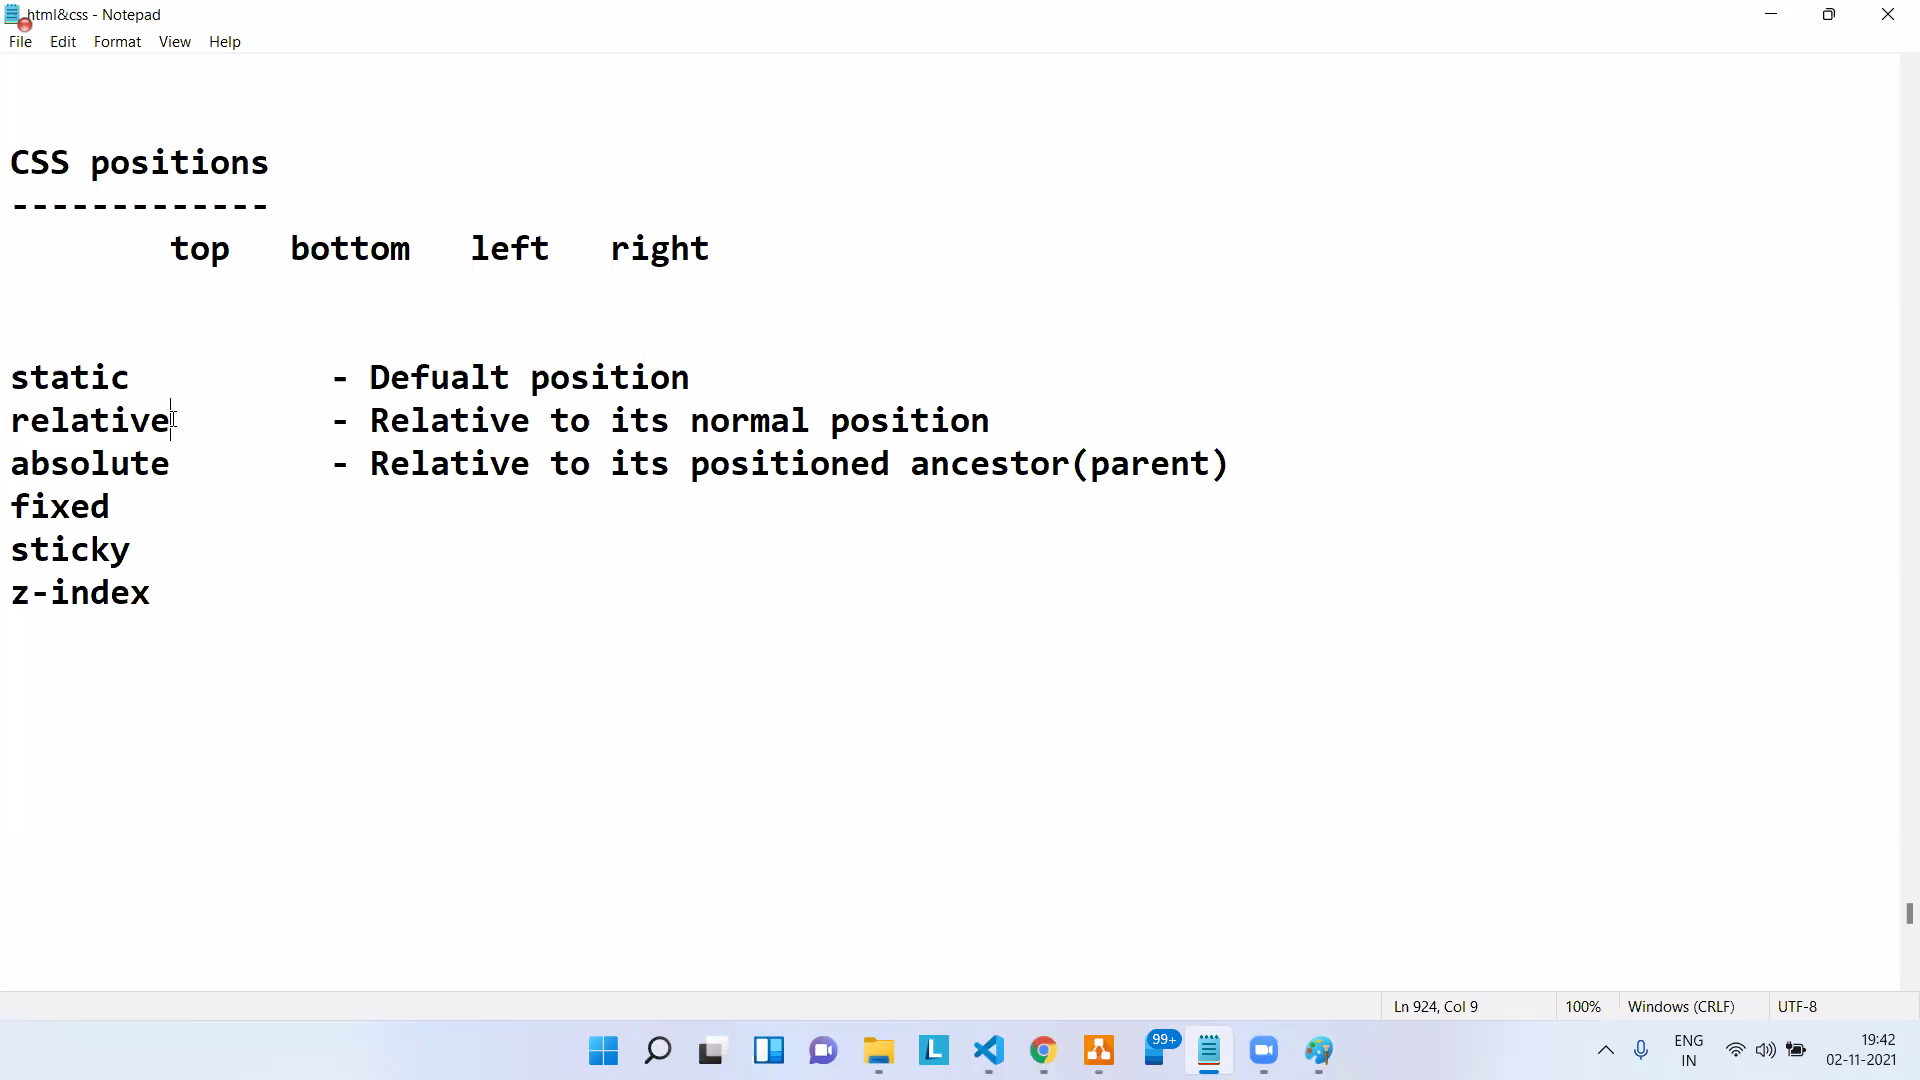 html&css - Notepad
File Edit Format View Help
CSS positions
-------------
top bottom left right
static - Defualt position
relative - Relative to its normal position
absolute - Relative to its positioned ancestor(parent)
fixed
sticky
z-index
Ln 924, Col 9 100% Windows (CRLF) UTF-8
99+
L
ENG
IN
19:42
02-11-2021